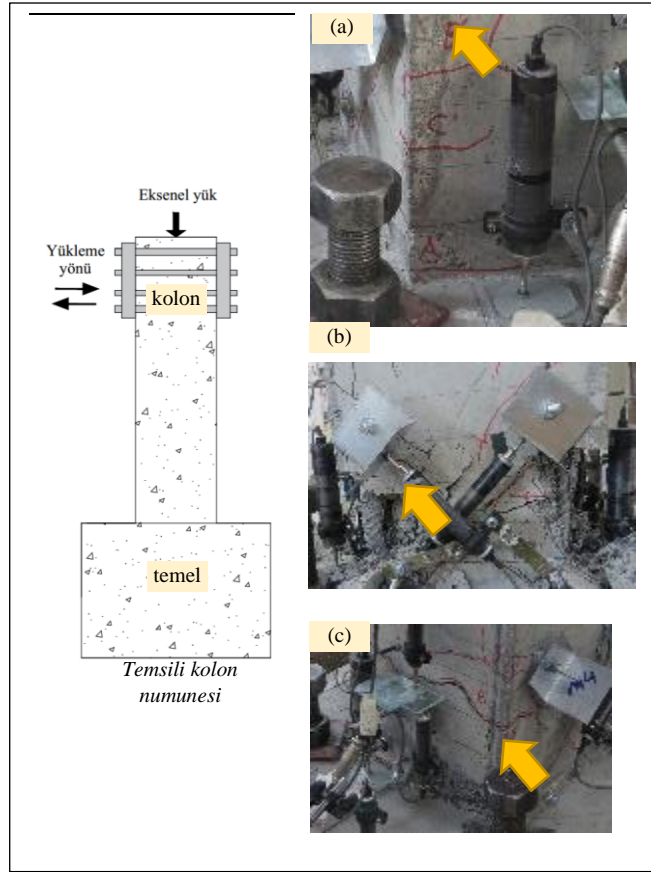 Eksenel yük
Yükleme
yönü
kolon
temel
Temsili kolon
numunesi
(a)
(b)
(c)